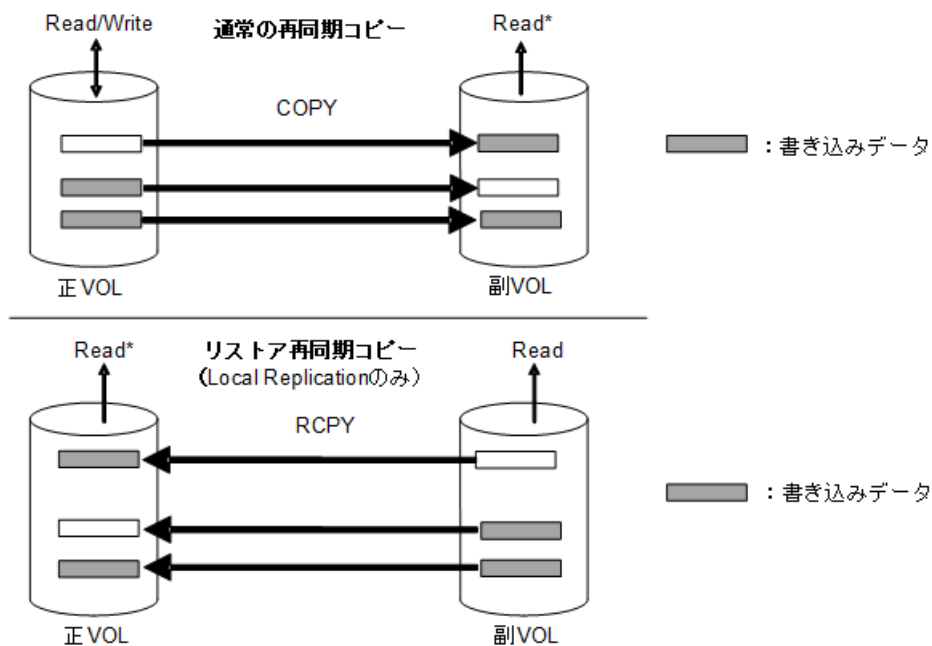 Read/Write
通常の再同期コピー
Read*
COPY
：書き込みデータ
正VOL
副VOL
Read*
リストア再同期コピー
Read
(Local Replicationのみ)
RCPY
：書き込みデータ
正VOL
副VOL